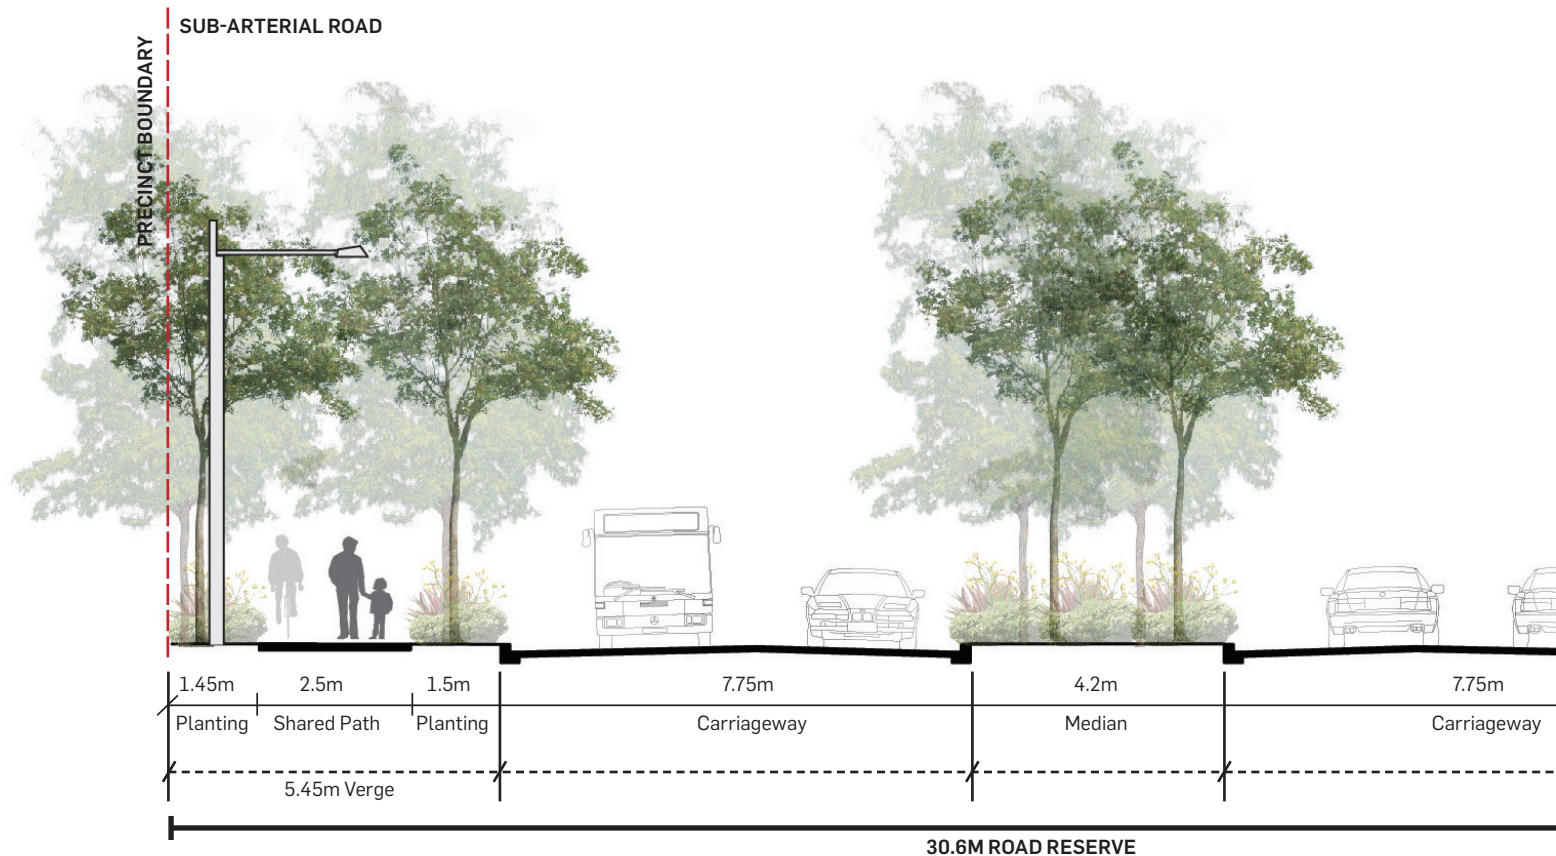 SUB-ARTERIAL ROAD
PRECINCT BOUNDARY
1.45m 2.5m 1.5m 7.75m 4.2m 7.75m
Planting Shared Path Planting Carriageway Median Carriageway
5.45m Verge
30.6M ROAD RESERVE